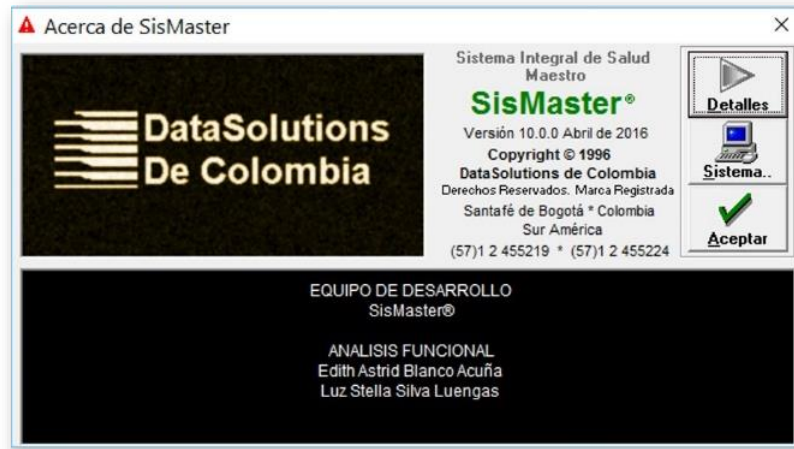 Acerca de SisMaster
DataSolutions
De Colombia
Sistema Integral de Salud
Maestro
SisMaster®
Versión 10.0.0 Abril de 2016
Copyright © 1996
DataSolutions de Colombia
Derechos Reservados. Marca Registrada
Santafé de Bogotá * Colombia
Sur América
(57)1 2 455219 * (57)1 2 455224
Detalles
Sistema..
Aceptar
EQUIPO DE DESARROLLO
SisMaster®
ANALISIS FUNCIONAL
Edith Astrid Blanco Acuña
Luz Stella Silva Luengas